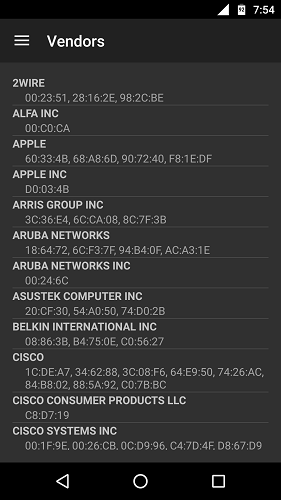 7:54
Vendors
2WIRE
00:23:51, 28:16:2E, 98:2C:BE
ALFA INC
00:C0:CA
APPLE
60:33:4B, 68:A8:6D, 90:72:40, F8:1E:DF
APPLE INC
D0:03:4B
ARRIS GROUP INC
3C:36:E4, 6C:CA:08, 8C:7F:3B
ARUBA NETWORKS
18:64:72, 6C:F3:7F, 94:B4:0F, AC:A3:1E
ARUBA NETWORKS INC
00:24:6C
ASUSTEK COMPUTER INC
20:CF:30, 54:A0:50, 74:D0:2B
BELKIN INTERNATIONAL INC
08:86:3B, B4:75:0E, C0:56:27
CISCO
1C:DE:A7, 34:62:88, 3C:08:F6, 64:E9:50, 74:26:AC,
84:B8:02, 88:5A:92, C0:7B:BC
CISCO CONSUMER PRODUCTS LLC
C8:D7:19
CISCO SYSTEMS INC
00:1F:9E, 00:26:CB, 0C:D9:96, C4:7D:4F, D8:67:D9